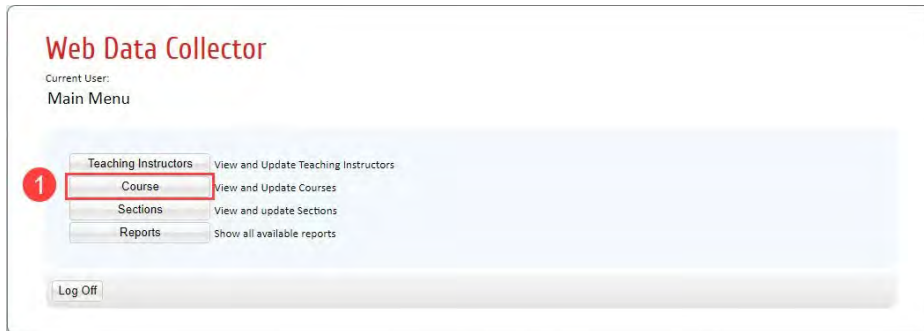 Web Data Collector
Current User:
Main Menu
Teaching Instructors View and Update Teaching Instructors
1 Course View and Update Courses
Sections View and update Sections
Reports Show all available reports
Log Off